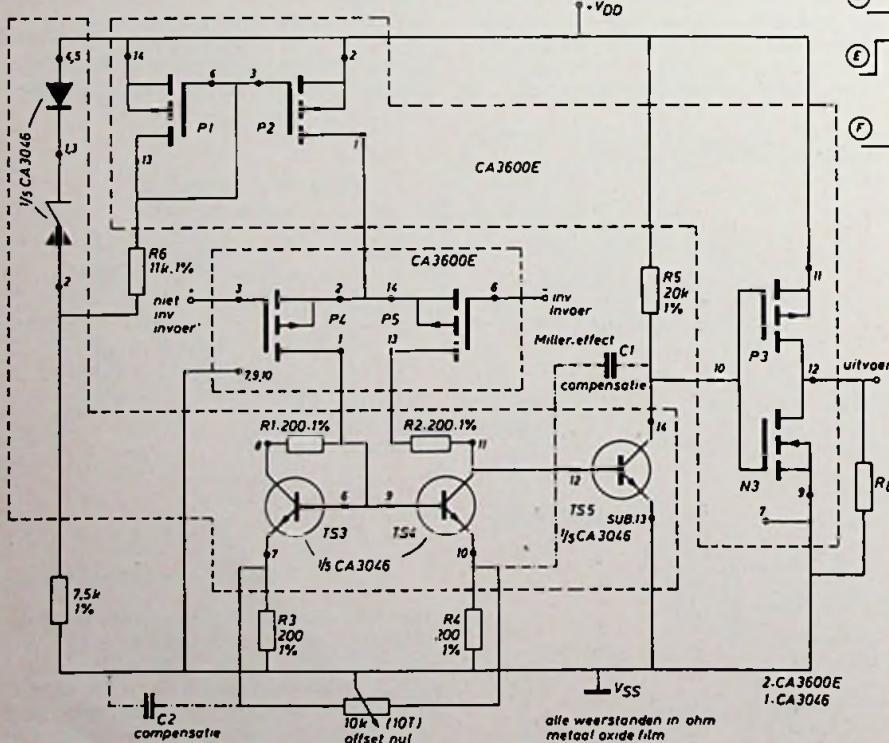 +VDD
E
F
4,5
14
6
3
2
P1
P2
1
13
1,3
1/5 CA3046
2
CA3600E
R6
11k.1%
CA3600E
niet
inv
invoer
3
2
14
6
P4
P5
1
13
inv
invoer
7,9,10
Miller.effect
C1
compensatie
R5
20k
1%
11
P3
10
12
uitvoer
N3
9
7
R1.200.1%
R2.200.1%
8
11
14
12
TS5
1/5 CA3046
SUB.13
6
9
TS3
TS4
7
10
1/5 CA3046
7,5k
1%
R3
200
1%
R4
200
1%
VSS
C2
compensatie
10k (10T)
offset nul
alle weerstanden in ohm
metaal oxide film
2.CA3600E
1.CA3046